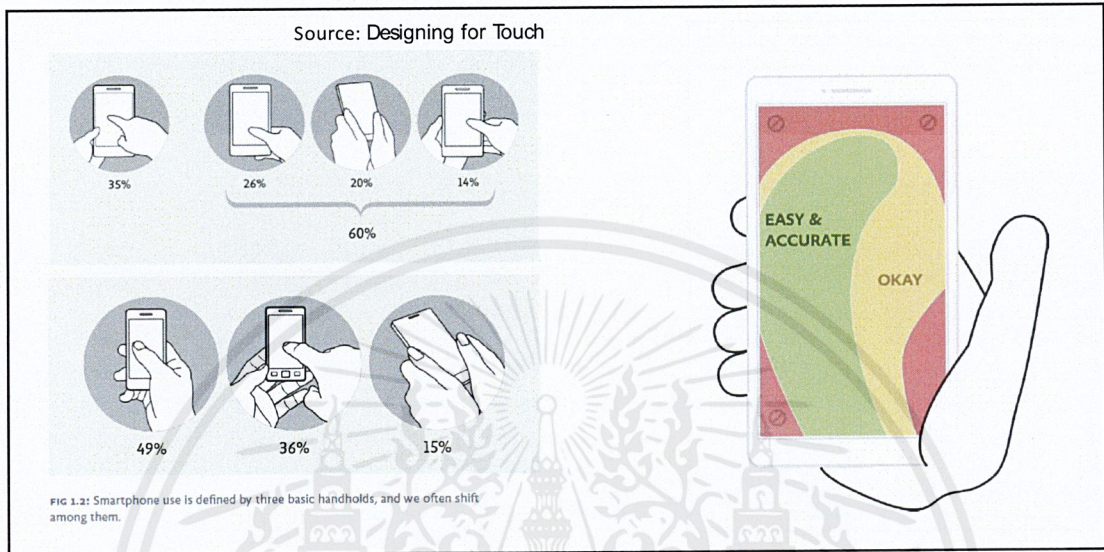 Source: Designing for Touch
35%
26%
20%
14%
60%
49%
36%
15%
FIG 1.2: Smartphone use is defined by three basic handholds, and we often shift
among them.
EASY &
ACCURATE
OKAY